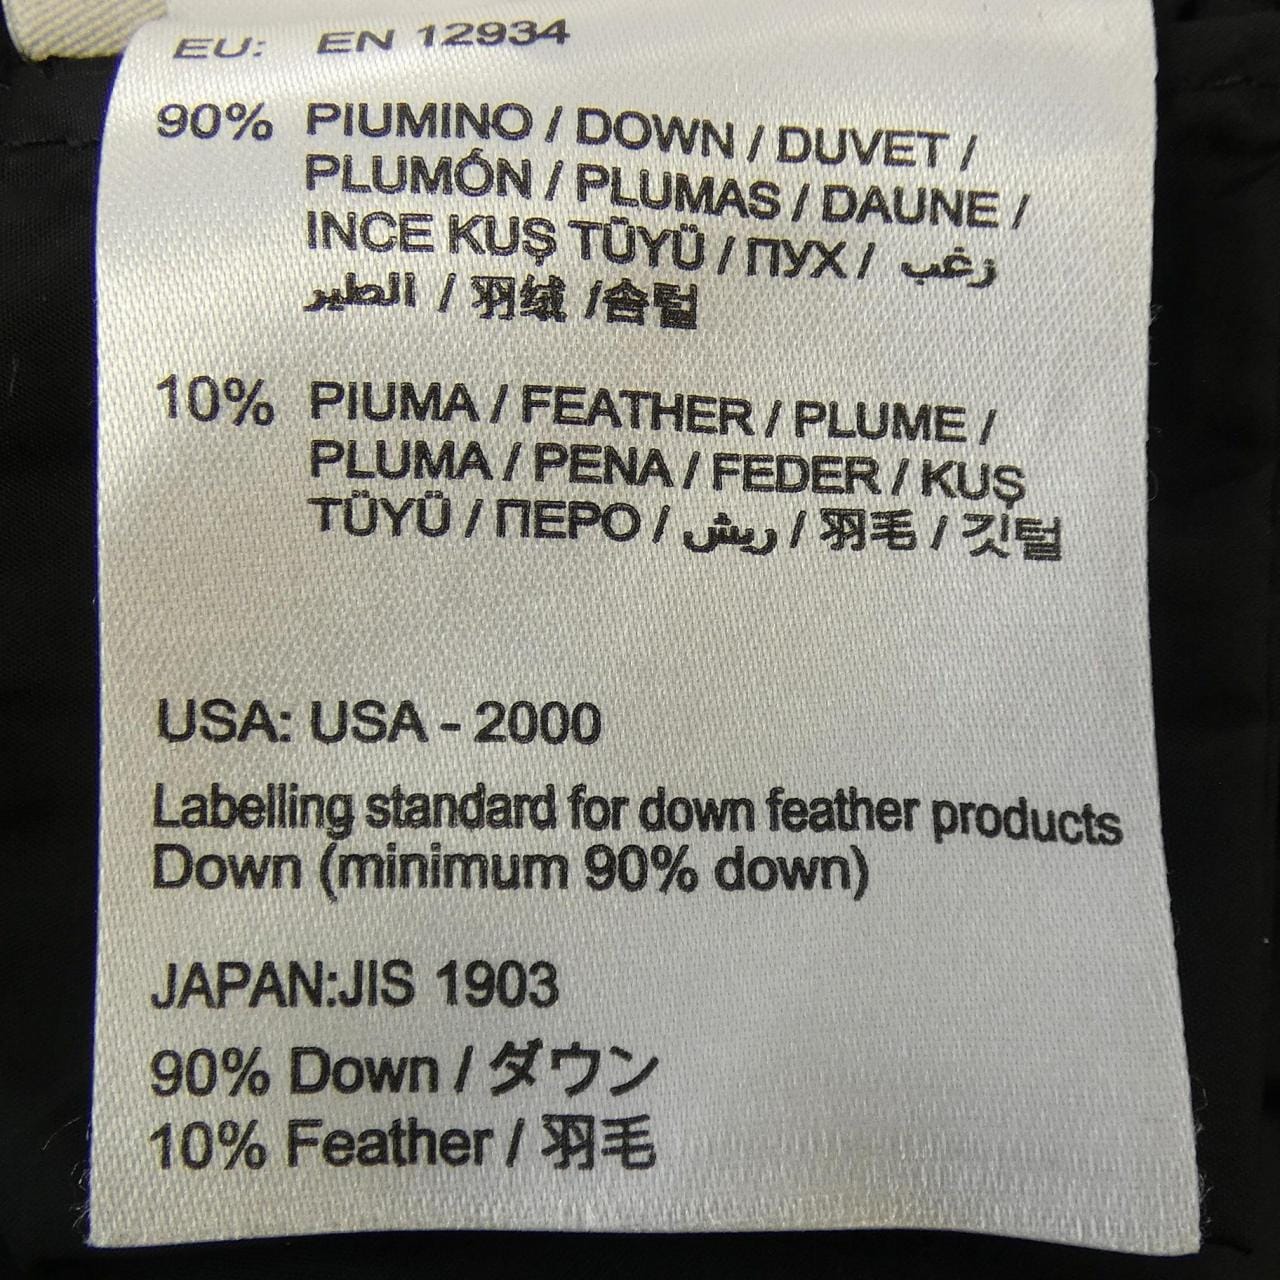 EU: EN 12934
90% PIUMINO / DOWN / DUVET /
PLUMÓN / PLUMAS / DAUNE /
INCE KUŞ TÜYÜ / ПУХ / زغب
الطير / 羽绒 /솜털
10% PIUMA / FEATHER / PLUME /
PLUMA / PENA / FEDER / KUŞ
TÜYÜ / ПЕРО / ريش / 羽毛 / 깃털
USA: USA - 2000
Labelling standard for down feather products
Down (minimum 90% down)
JAPAN:JIS 1903
90% Down / ダウン
10% Feather / 羽毛